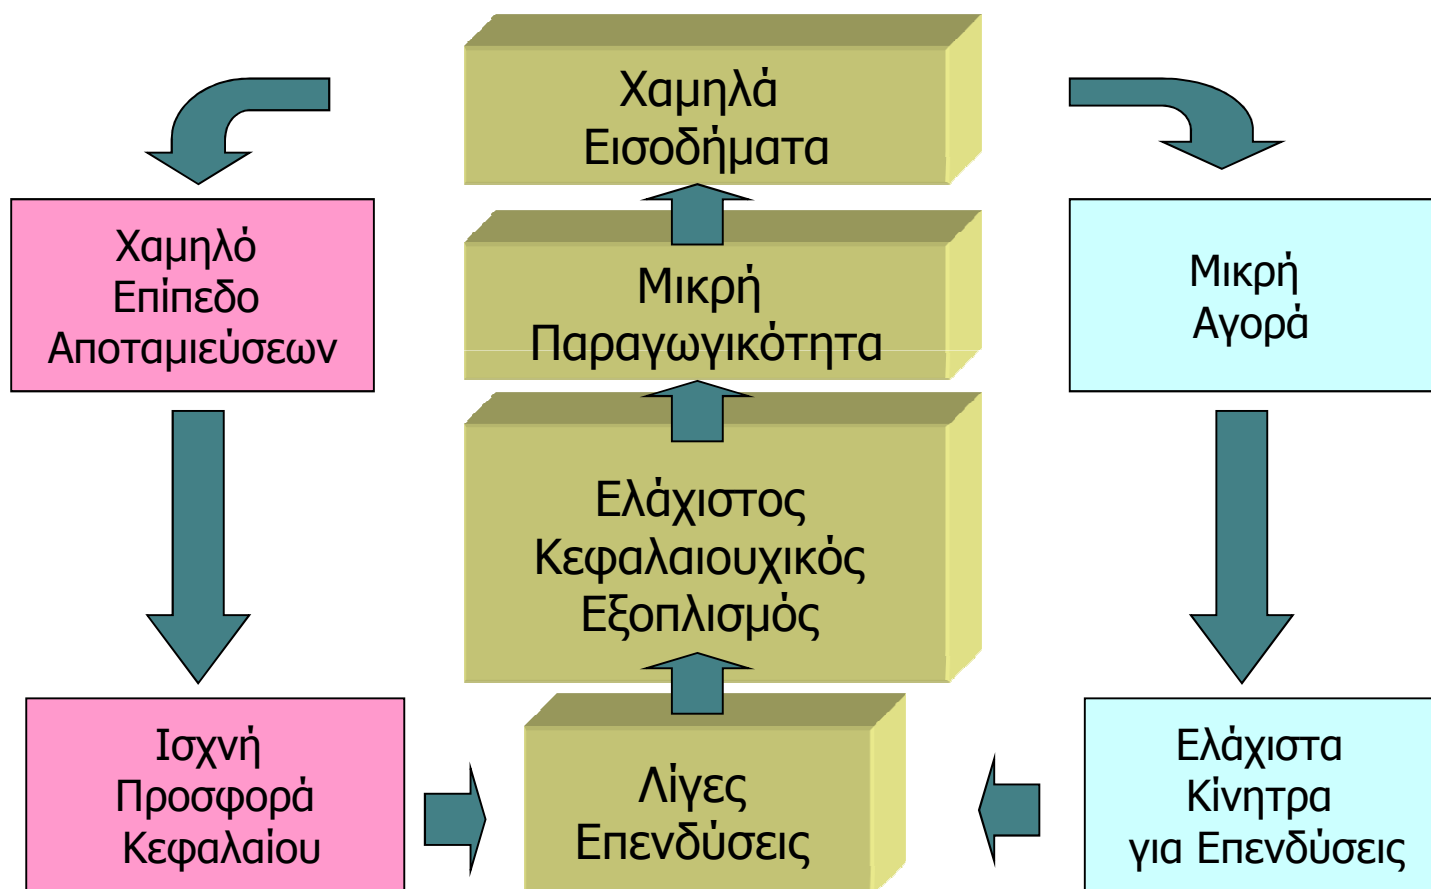 Χαμηλά
Εισοδήματα
Χαμηλό
Επίπεδο
Αποταμιεύσεων
Μικρή
Παραγωγικότητα
Μικρή
Αγορά
Ελάχιστος
Κεφαλαιουχικός
Εξοπλισμός
Ισχνή
Προσφορά
Κεφαλαίου
Λίγες
Επενδύσεις
Ελάχιστα
Κίνητρα
για Επενδύσεις